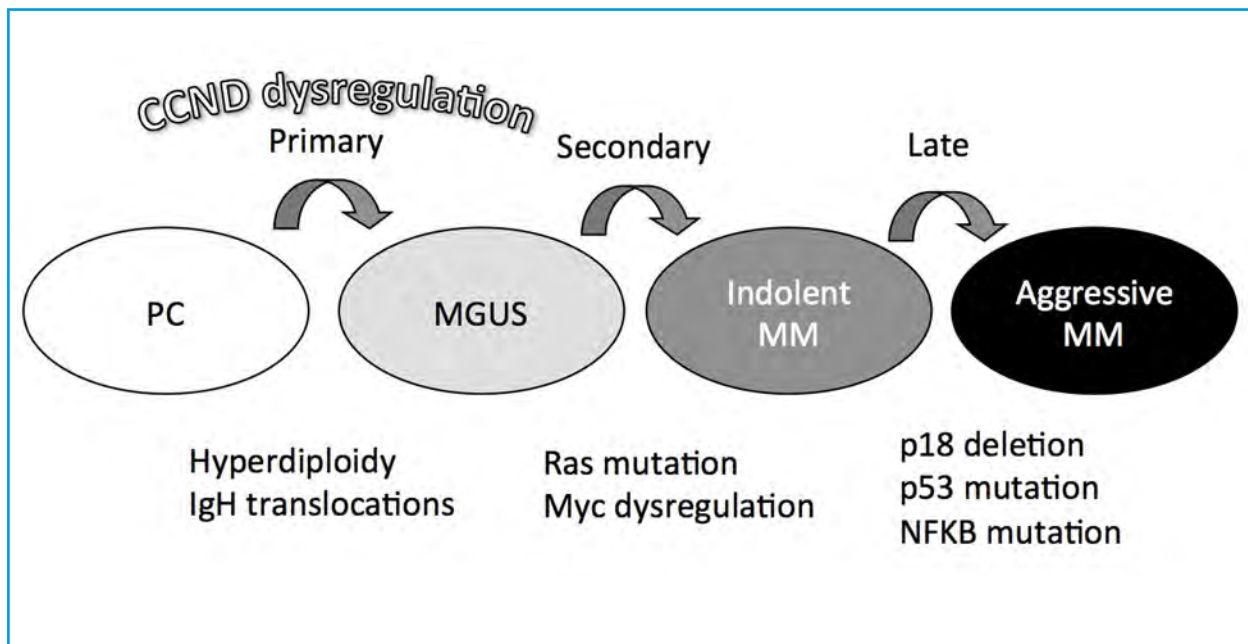 CCND dysregulation
Primary
Secondary
Late
PC
MGUS
Indolent
MM
Aggressive
MM
Hyperdiploidy
IgH translocations
Ras mutation
Myc dysregulation
p18 deletion
p53 mutation
NFKB mutation